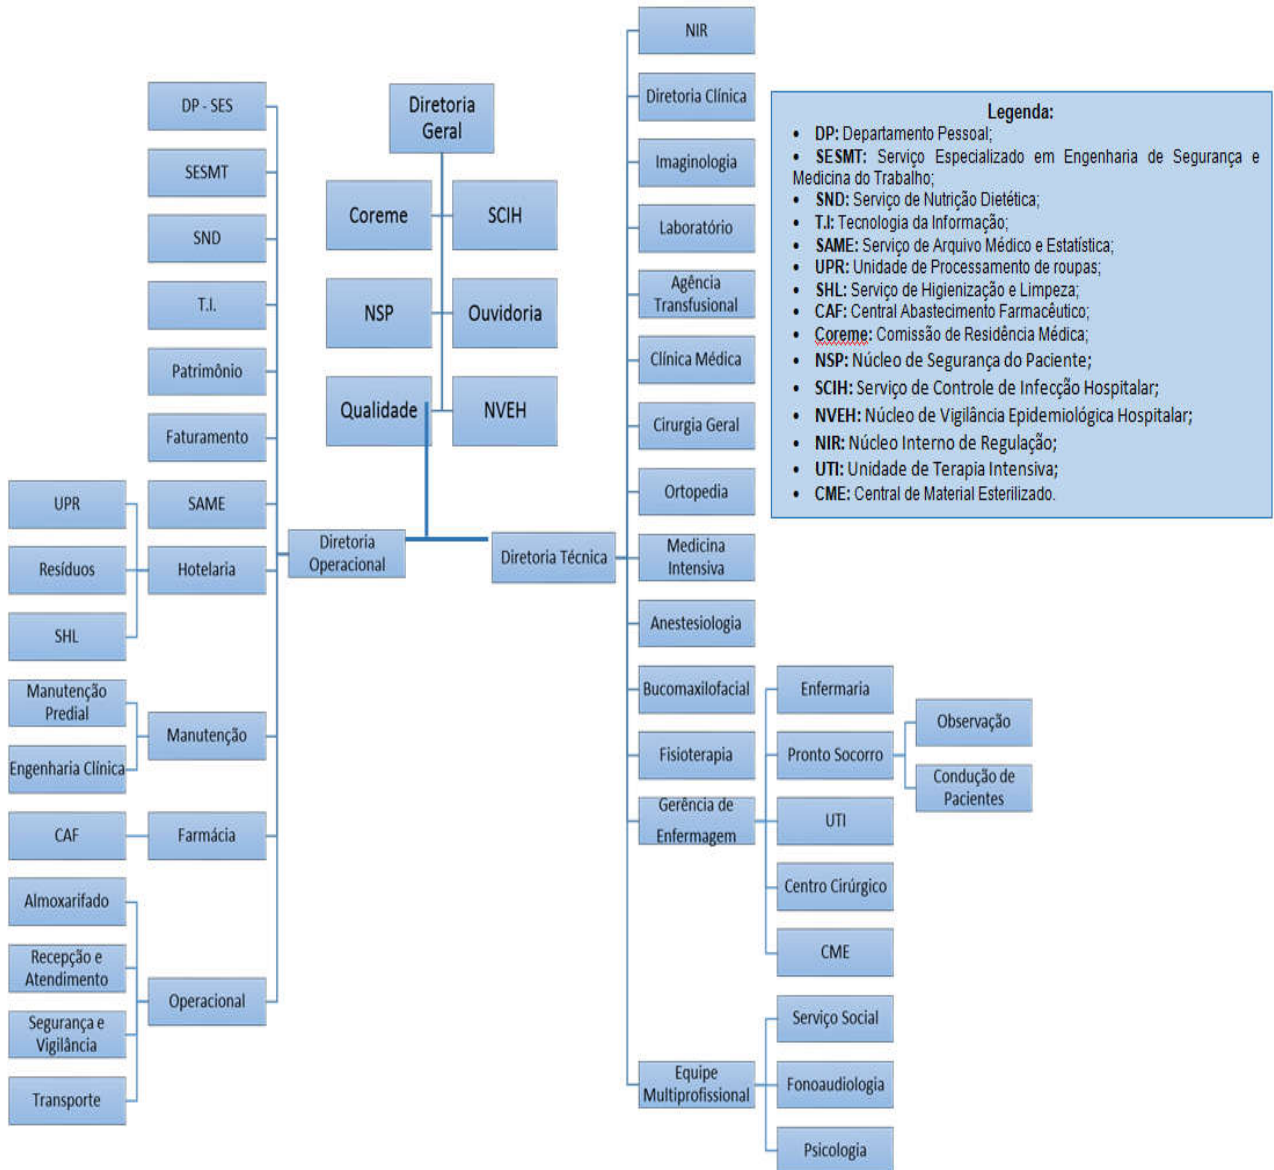 NIR
DP - SES
Diretoria
Geral
Diretoria Clínica
SESMT
Imaginologia
Coreme
SCIH
SND
Laboratório
T.I.
NSP
Ouvidoria
Agência
Transfusional
Patrimônio
Clínica Médica
Faturamento
Qualidade
NVEH
Cirurgia Geral
UPR
SAME
Ortopedia
Resíduos
Hotelaria
Diretoria
Operacional
Diretoria Técnica
Medicina
Intensiva
SHL
Anestesiologia
Manutenção
Predial
Manutenção
Engenharia Clínica
Bucomaxilofacial
Fisioterapia
CAF
Farmácia
Gerência de
Enfermagem
Enfermaria
Pronto Socorro
Observação
Condução de
Pacientes
UTI
Centro Cirúrgico
CME
Almoxarifado
Recepção e
Atendimento
Operacional
Segurança e
Vigilância
Transporte
Equipe
Multiprofissional
Serviço Social
Fonoaudiologia
Psicologia
Legenda:
• DP: Departamento Pessoal;
• SESMT: Serviço Especializado em Engenharia de Segurança e
Medicina do Trabalho;
• SND: Serviço de Nutrição Dietética;
• T.I: Tecnologia da Informação;
• SAME: Serviço de Arquivo Médico e Estatística;
• UPR: Unidade de Processamento de roupas;
• SHL: Serviço de Higienização e Limpeza;
• CAF: Central Abastecimento Farmacêutico;
• Coreme: Comissão de Residência Médica;
• NSP: Núcleo de Segurança do Paciente;
• SCIH: Serviço de Controle de Infecção Hospitalar;
• NVEH: Núcleo de Vigilância Epidemiológica Hospitalar;
• NIR: Núcleo Interno de Regulação;
• UTI: Unidade de Terapia Intensiva;
• CME: Central de Material Esterilizado.